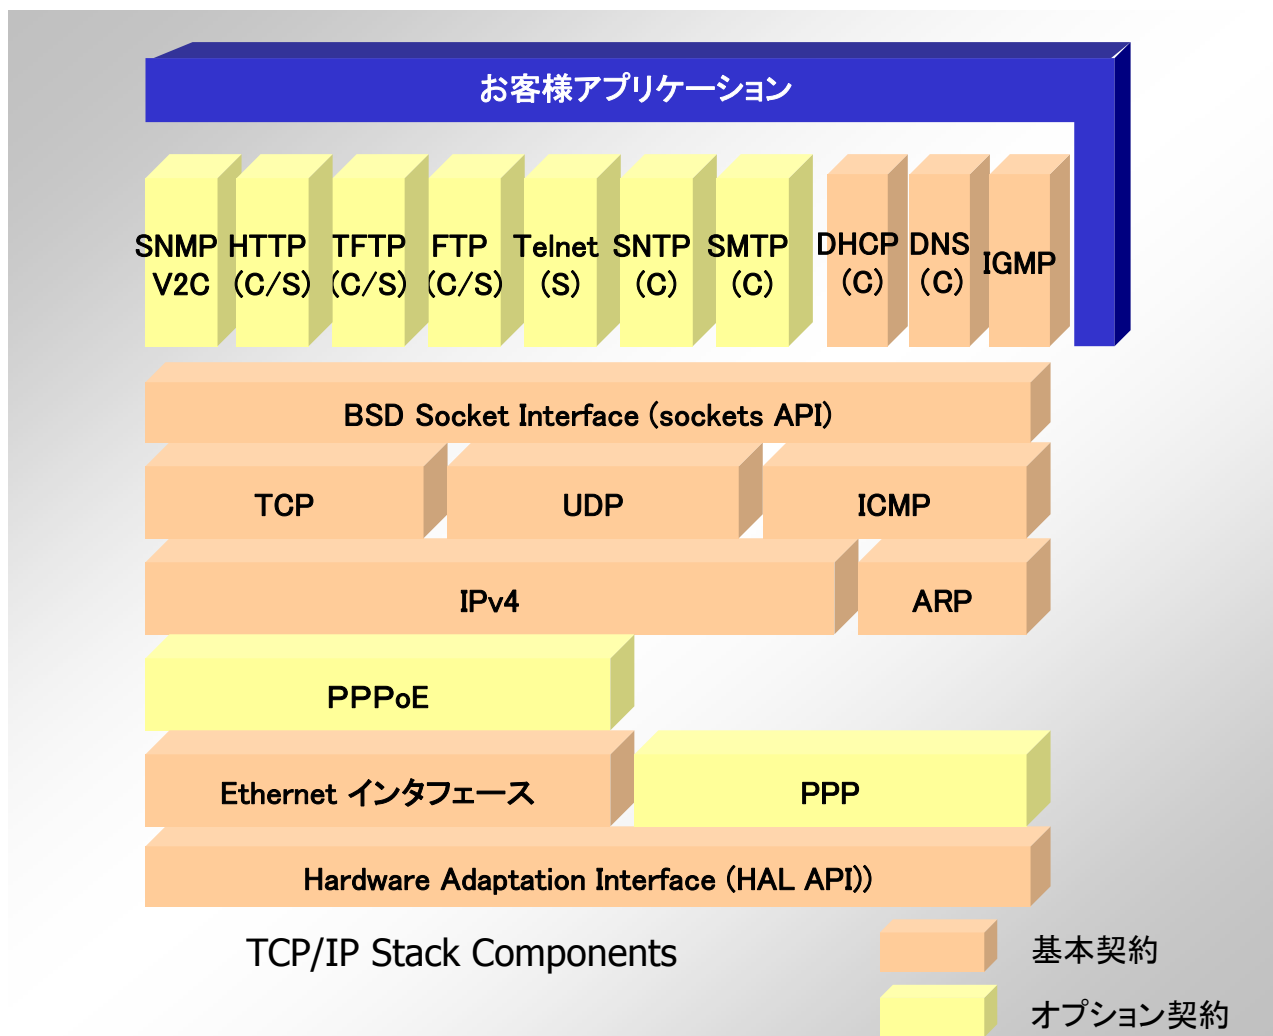 お客様アプリケーション
SNMP
V2C
HTTP
(C/S)
TFTP
(C/S)
FTP
(C/S)
Telnet
(S)
SNTP
(C)
SMTP
(C)
DHCP
(C)
DNS
(C)
IGMP
BSD Socket Interface (sockets API)
TCP
UDP
ICMP
IPv4
ARP
PPPoE
Ethernet インタフェース
PPP
Hardware Adaptation Interface (HAL API))
TCP/IP Stack Components
基本契約
オプション契約